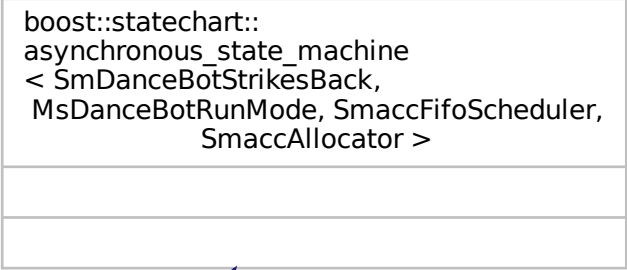 boost::statechart::
asynchronous_state_machine
< SmDanceBotStrikesBack,
MsDanceBotRunMode, SmaccFifoScheduler,
SmaccAllocator >